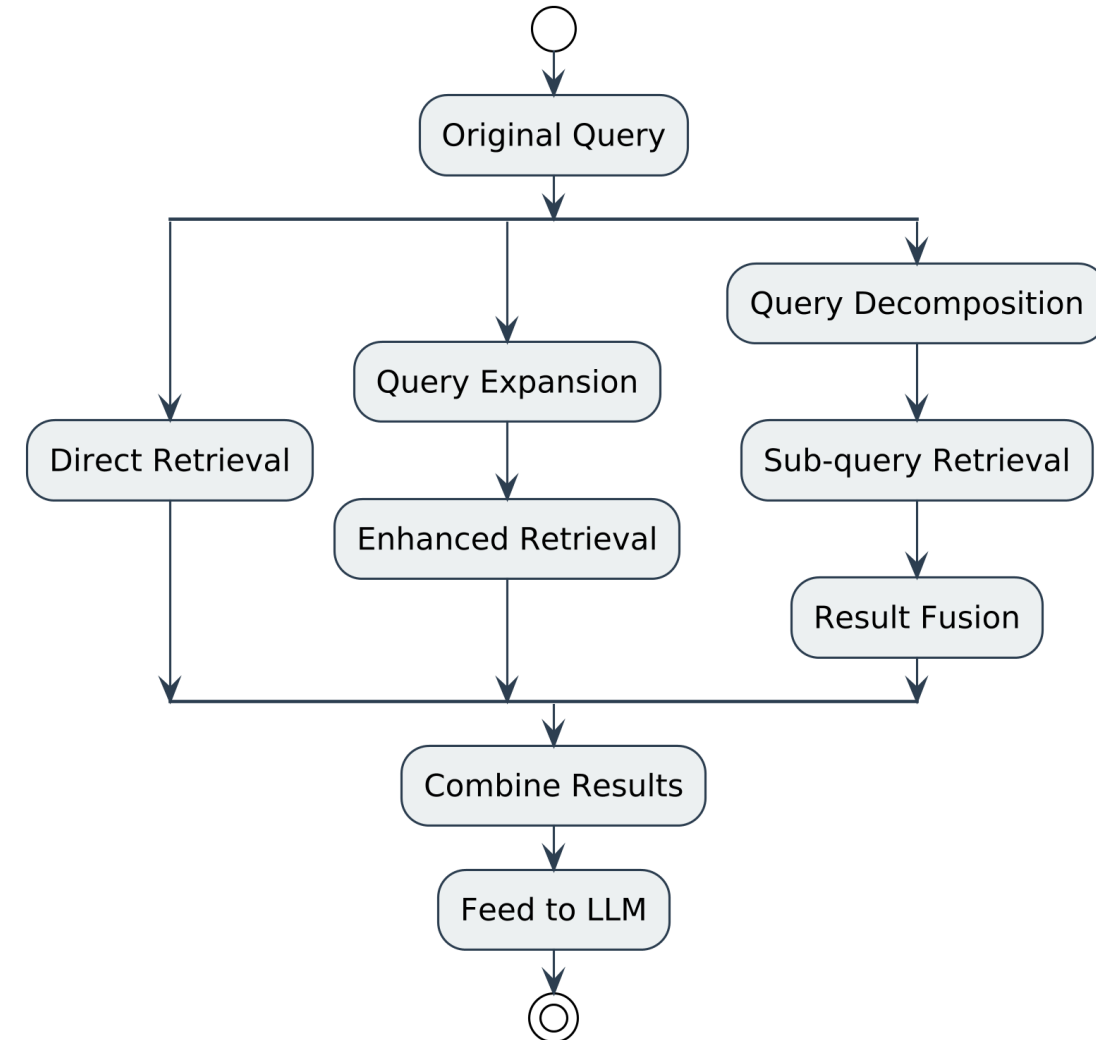 Original Query
Query Decomposition
Query Expansion
Direct Retrieval
Sub-query Retrieval
Enhanced Retrieval
Result Fusion
Combine Results
Feed to LLM